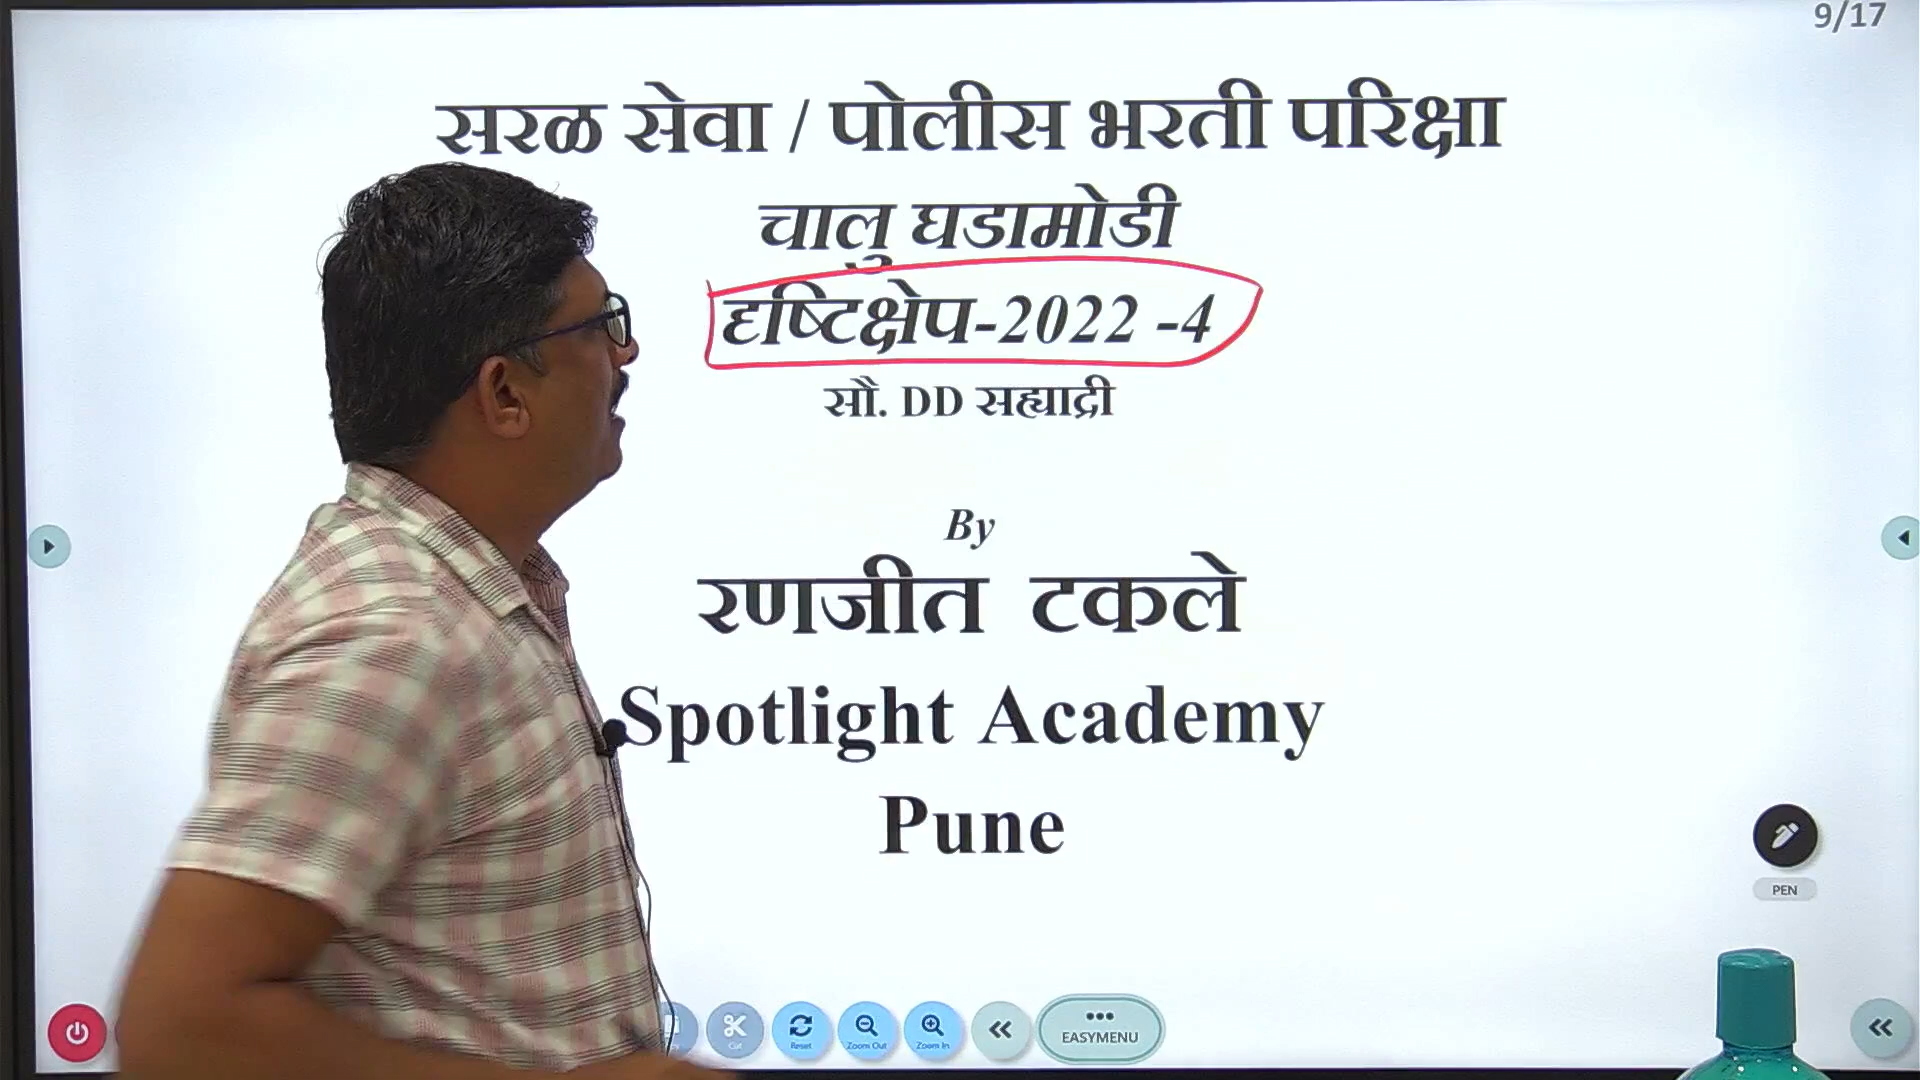 9/17
सरळ सेवा / पोलीस भरती परिक्षा
चालु घडामोडी
दृष्टिक्षेप-2022 -4
सौ. DD सह्याद्री
By
रणजीत टकले
Spotlight Academy
Pune
PEN
Cut
Reset
Zoom Out
Zoom In
EASYMENU